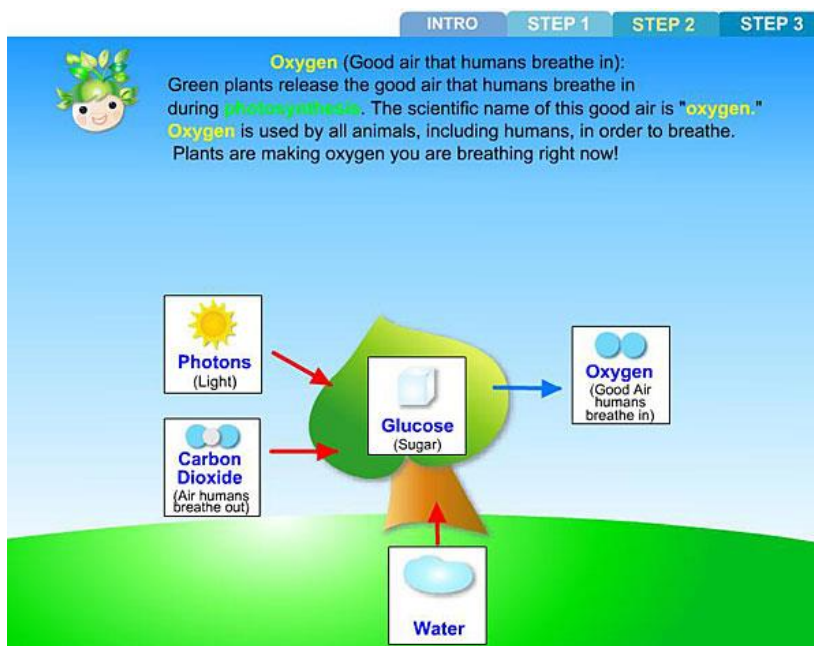 INTRO STEP 1 STEP 2 STEP 3
Oxygen (Good air that humans breathe in):
Green plants release the good air that humans breathe in
during photosynthesis. The scientific name of this good air is "oxygen."
Oxygen is used by all animals, including humans, in order to breathe.
Plants are making oxygen you are breathing right now!
Photons
(Light)
Carbon
Dioxide
(Air humans
breathe out)
Glucose
(Sugar)
Oxygen
(Good Air
humans
breathe in)
Water